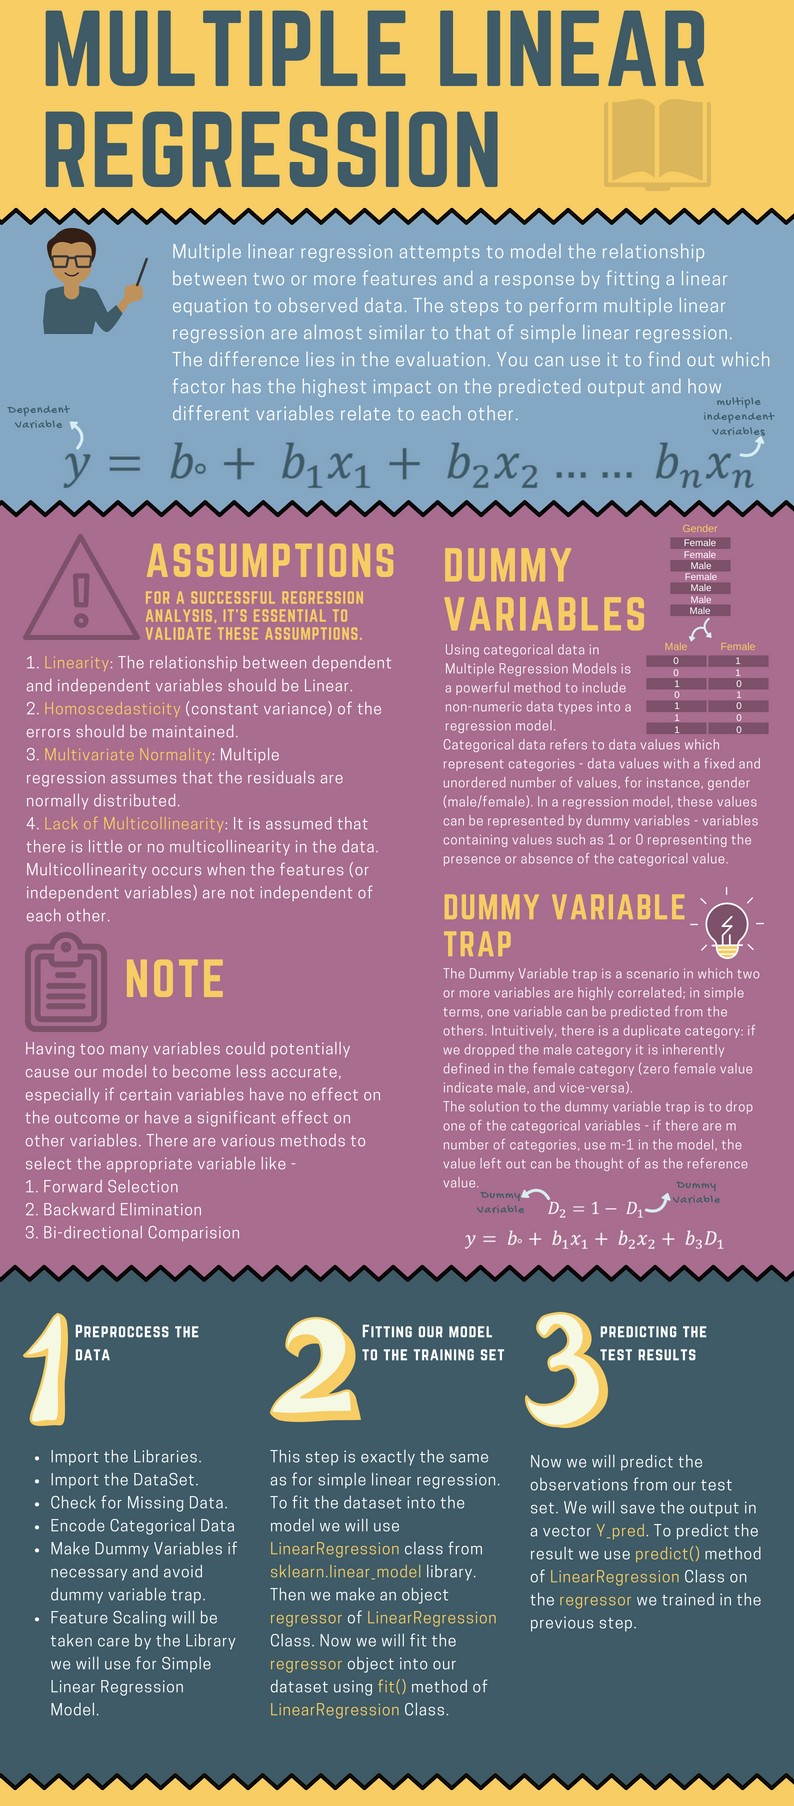 MULTIPLE LINEAR
REGRESSION
Multiple linear regression attempts to model the relationship
between two or more features and a response by fitting a linear
equation to observed data. The steps to perform multiple linear
regression are almost similar to that of simple linear regression.
The difference lies in the evaluation. You can use it to find out which
factor has the highest impact on the predicted output and how
different variables relate to each other.
Dependent
Variable
multiple
independent
Variables
y = b₀ + b₁x₁ + b₂x₂ ... ... bₙxₙ
ASSUMPTIONS
FOR A SUCCESSFUL REGRESSION
ANALYSIS, IT'S ESSENTIAL TO
VALIDATE THESE ASSUMPTIONS.
1. Linearity: The relationship between dependent
and independent variables should be Linear.
2. Homoscedasticity (constant variance) of the
errors should be maintained.
3. Multivariate Normality: Multiple
regression assumes that the residuals are
normally distributed.
4. Lack of Multicollinearity: It is assumed that
there is little or no multicollinearity in the data.
Multicollinearity occurs when the features (or
independent variables) are not independent of
each other.
NOTE
Having too many variables could potentially
cause our model to become less accurate,
especially if certain variables have no effect on
the outcome or have a significant effect on
other variables. There are various methods to
select the appropriate variable like -
1. Forward Selection
2. Backward Elimination
3. Bi-directional Comparision
DUMMY
VARIABLES
Gender
Female
Female
Male
Female
Male
Male
Male
Male Female
0 1
0 1
1 0
0 1
1 0
1 0
1 0
Using categorical data in
Multiple Regression Models is
a powerful method to include
non-numeric data types into a
regression model.
Categorical data refers to data values which
represent categories - data values with a fixed and
unordered number of values, for instance, gender
(male/female). In a regression model, these values
can be represented by dummy variables - variables
containing values such as 1 or 0 representing the
presence or absence of the categorical value.
DUMMY VARIABLE
TRAP
The Dummy Variable trap is a scenario in which two
or more variables are highly correlated; in simple
terms, one variable can be predicted from the
others. Intuitively, there is a duplicate category: if
we dropped the male category it is inherently
defined in the female category (zero female value
indicate male, and vice-versa).
The solution to the dummy variable trap is to drop
one of the categorical variables - if there are m
number of categories, use m-1 in the model, the
value left out can be thought of as the reference
value.
Dummy
Variable
D₂ = 1 − D₁
Dummy
Variable
y = b₀ + b₁x₁ + b₂x₂ + b₃D₁
1
PREPROCCESS THE
DATA
• Import the Libraries.
• Import the DataSet.
• Check for Missing Data.
• Encode Categorical Data
• Make Dummy Variables if
necessary and avoid
dummy variable trap.
• Feature Scaling will be
taken care by the Library
we will use for Simple
Linear Regression
Model.
2
FITTING OUR MODEL
TO THE TRAINING SET
This step is exactly the same
as for simple linear regression.
To fit the dataset into the
model we will use
LinearRegression class from
sklearn.linear_model library.
Then we make an object
regressor of LinearRegression
Class. Now we will fit the
regressor object into our
dataset using fit() method of
LinearRegression Class.
3
PREDICTING THE
TEST RESULTS
Now we will predict the
observations from our test
set. We will save the output in
a vector Y_pred. To predict the
result we use predict() method
of LinearRegression Class on
the regressor we trained in the
previous step.